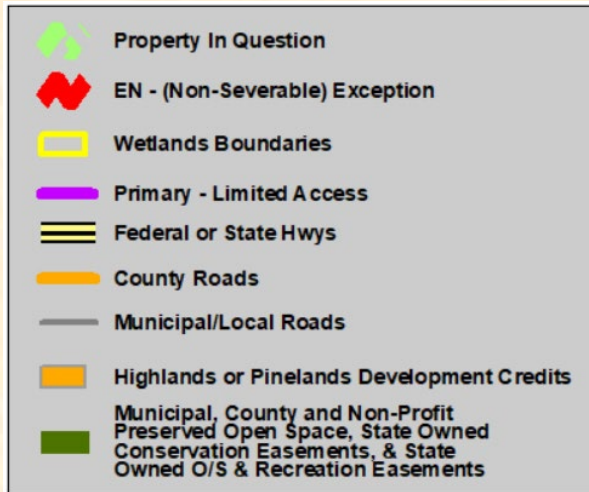 Property In Question
EN - (Non-Severable) Exception
Wetlands Boundaries
Primary - Limited Access
Federal or State Hwys
County Roads
Municipal/Local Roads
Highlands or Pinelands Development Credits
Municipal, County and Non-Profit
Preserved Open Space, State Owned
Conservation Easements, & State
Owned O/S & Recreation Easements